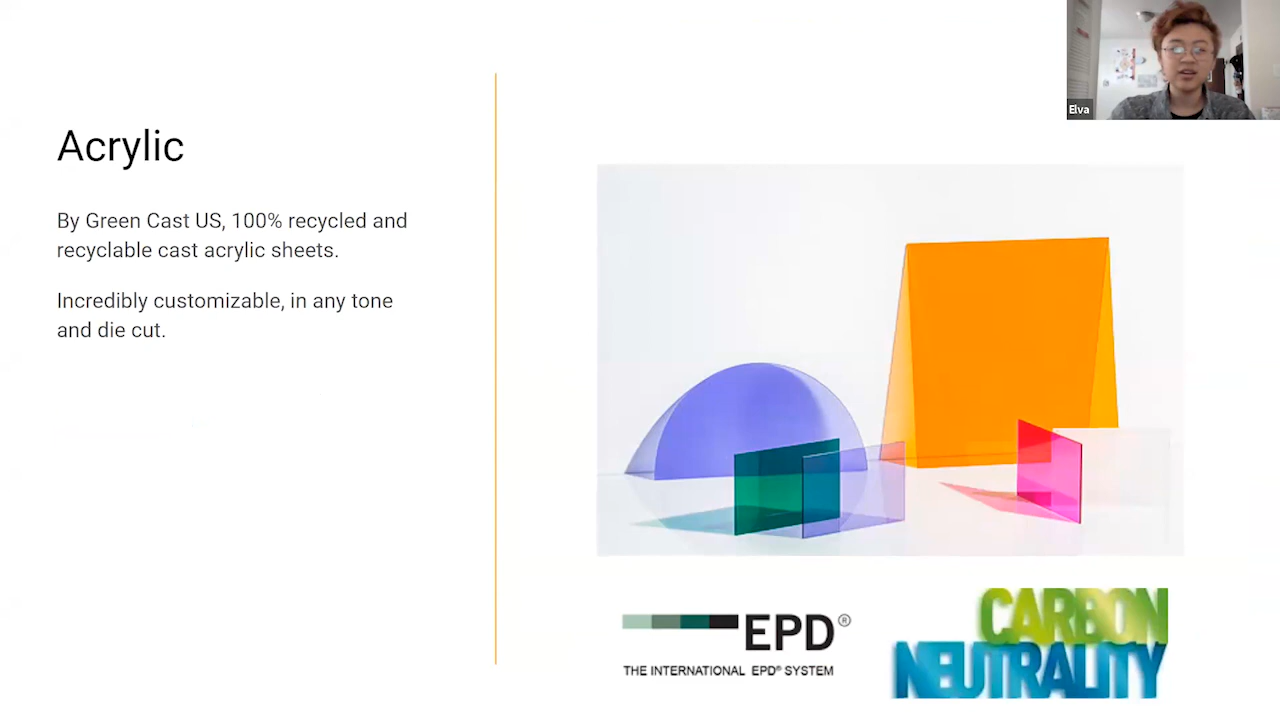 Elva
Acrylic
By Green Cast US, 100% recycled and
recyclable cast acrylic sheets.
Incredibly customizable, in any tone
and die cut.
EPD®
THE INTERNATIONAL EPD® SYSTEM
CARBON
NEUTRALITY